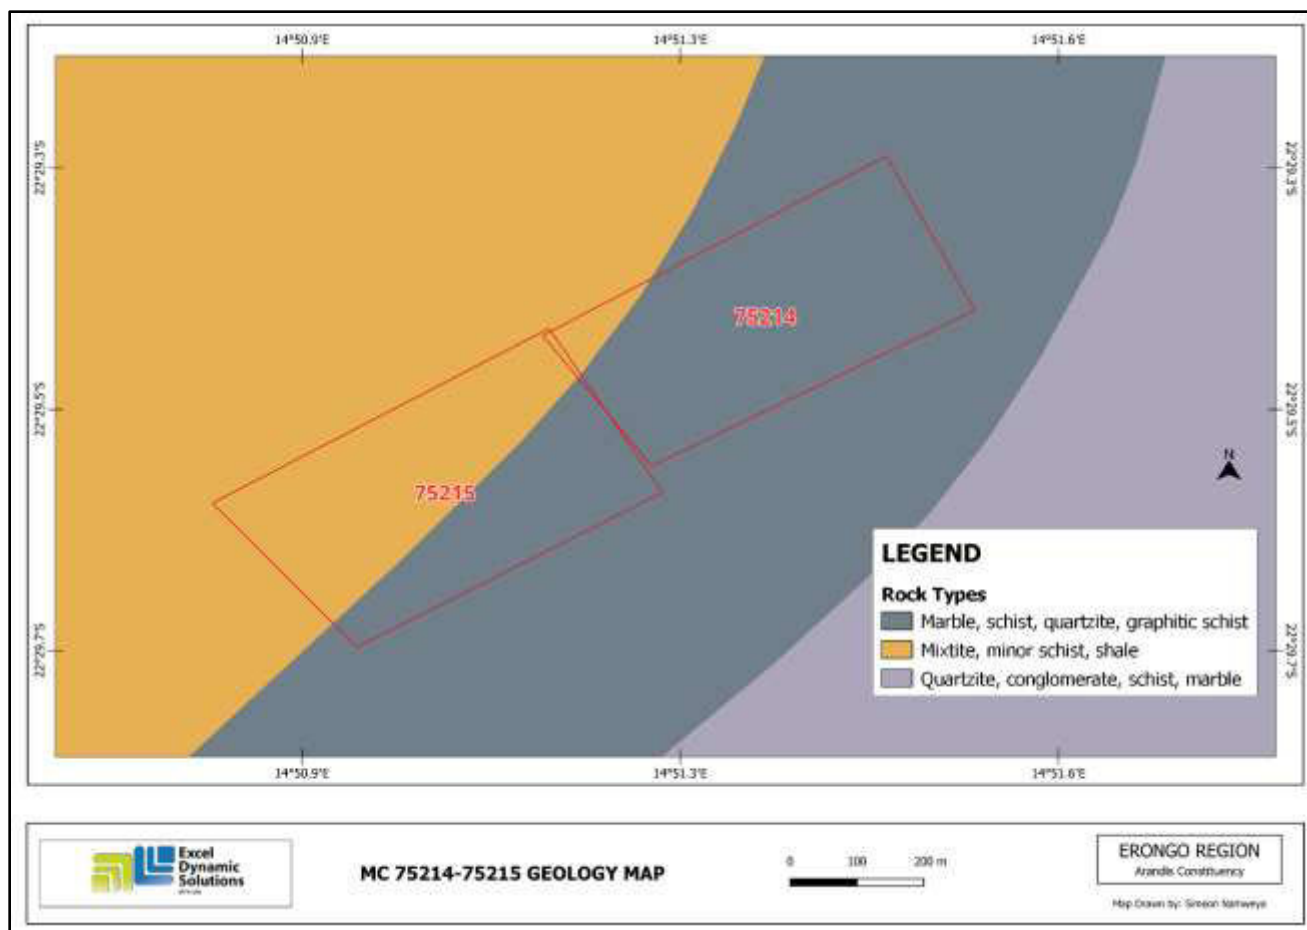 14°50.9'E
14°51.3'E
14°51.6'E
22°29.3'S
22°29.3'S
75214
22°29.5'S
22°29.5'S
N
75215
LEGEND
Rock Types
Marble, schist, quartzite, graphitic schist
Mixtite, minor schist, shale
Quartzite, conglomerate, schist, marble
22°29.7'S
22°29.7'S
14°50.9'E
14°51.3'E
14°51.6'E
Excel
Dynamic
Solutions
MC 75214-75215 GEOLOGY MAP
0 100 200 m
ERONGO REGION
Arandis Constituency
Map Drawn by: Simeon